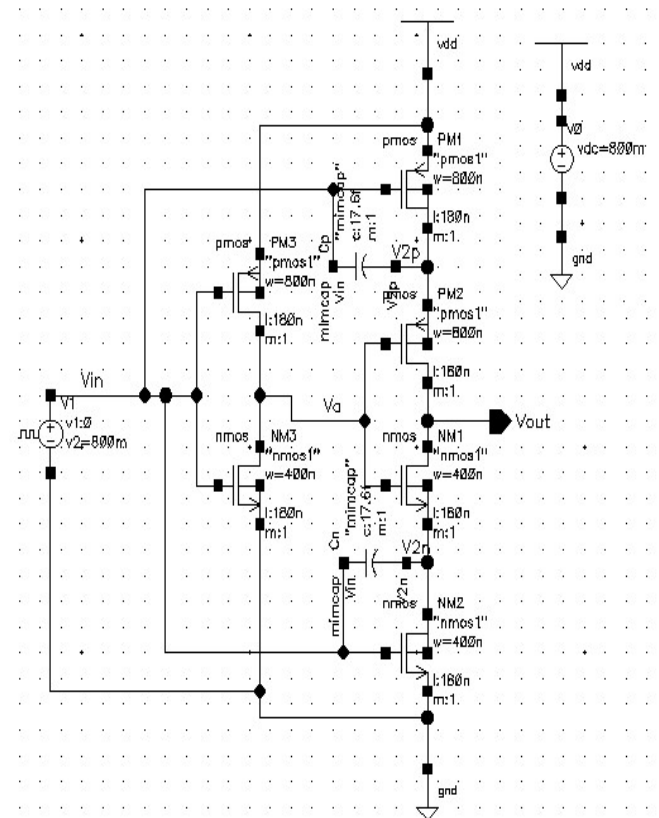 vdd
vdd
V0
vdc=800m
gnd
pmos
PM1
"pmos1"
w=800n
l:180n
m:1
"mimcap"
c:17.6f
m:1
Cp
mimcap
Vin
V2p
pmos
PM3
"pmos1"
w=800n
l:180n
m:1
pmos
PM2
"pmos1"
w=800n
l:180n
m:1
Vin
V1
v1:0
v2=800m
Va
Vout
nmos
NM3
"nmos1"
w=400n
l:180n
m:1
nmos
NM1
"nmos1"
w=400n
l:180n
m:1
"mimcap"
c:17.6f
m:1
Cn
mimcap
Vin
V2n
V2n
nmos
NM2
"nmos1"
w=400n
l:180n
m:1
gnd